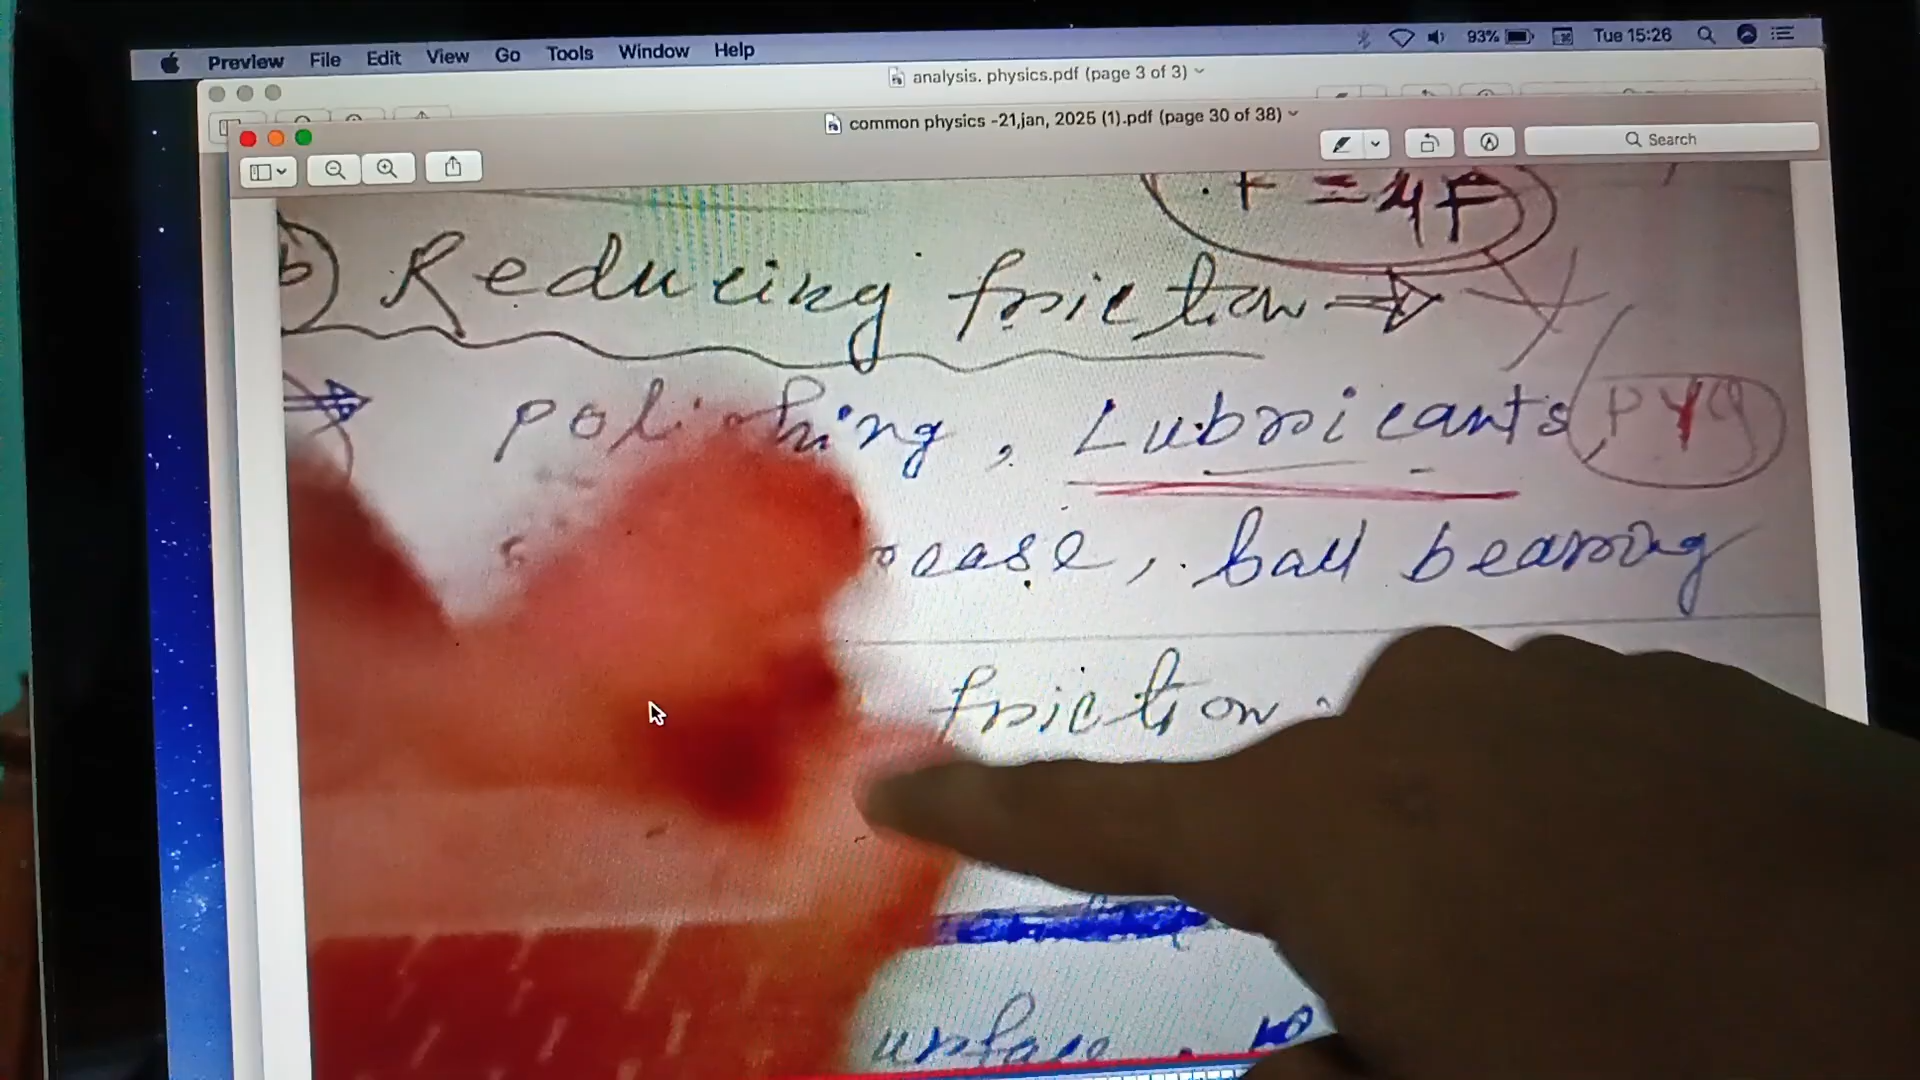 Preview File Edit View Go Tools Window Help 93% Tue 15:26
analysis. physics.pdf (page 3 of 3)
common physics -21,jan, 2025 (1).pdf (page 30 of 38)
Search
b) Reducing friction ⇒
polishing, Lubricants, PYQ
ball bearing
friction.